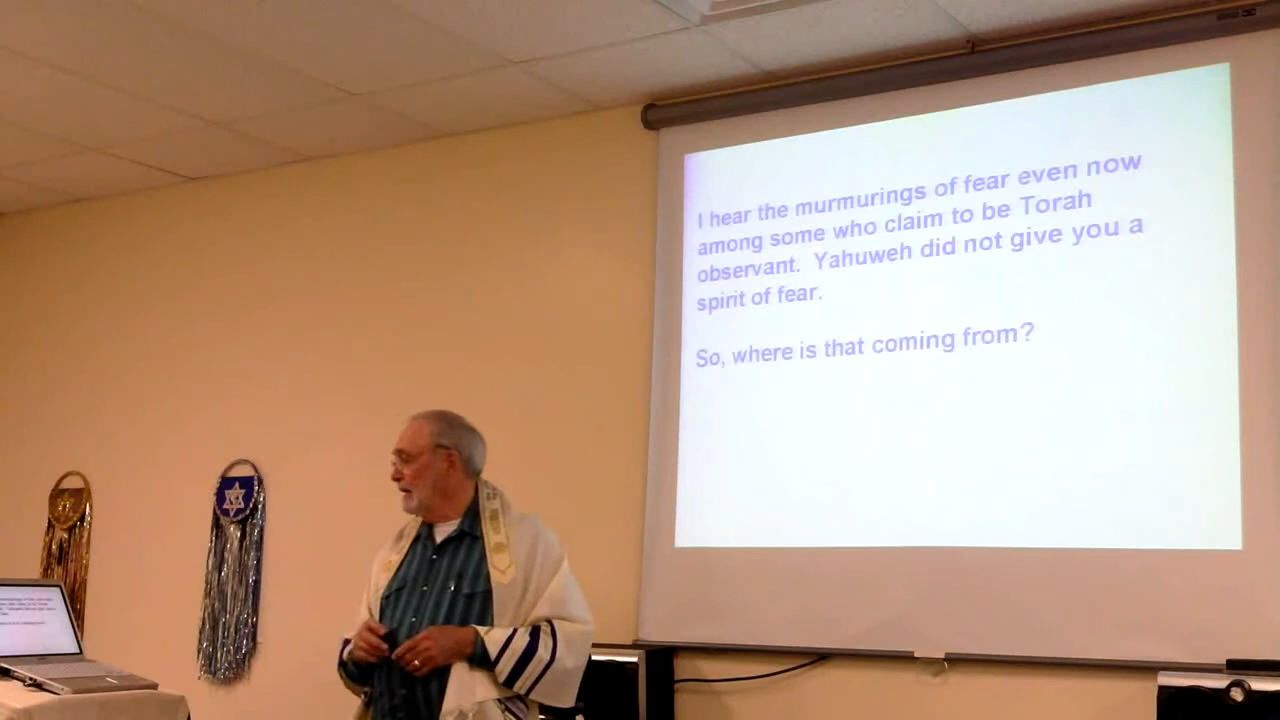 I hear the murmurings of fear even now
among some who claim to be Torah
observant. Yahuweh did not give you a
spirit of fear.
So, where is that coming from?